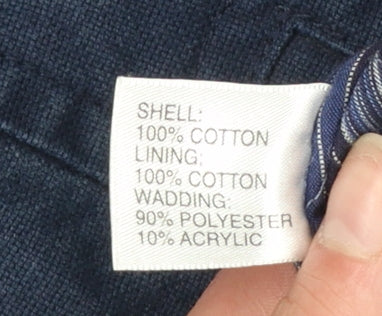 SHELL:
100% COTTON
LINING:
100% COTTON
WADDING:
90% POLYESTER
10% ACRYLIC